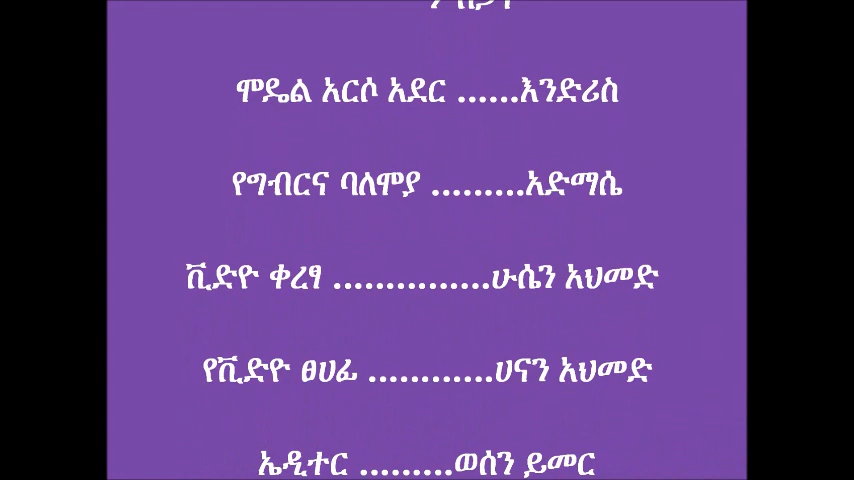 ሞዴል አርሶ አደር ......እንድሪስ
የግብርና ባለሞያ .........አድማሴ
ቪድዮ ቀረፃ ...............ሁሴን አህመድ
የቪድዮ ፀሀፊ ............ሀናን አህመድ
ኤዲተር .........ወሰን ይመር